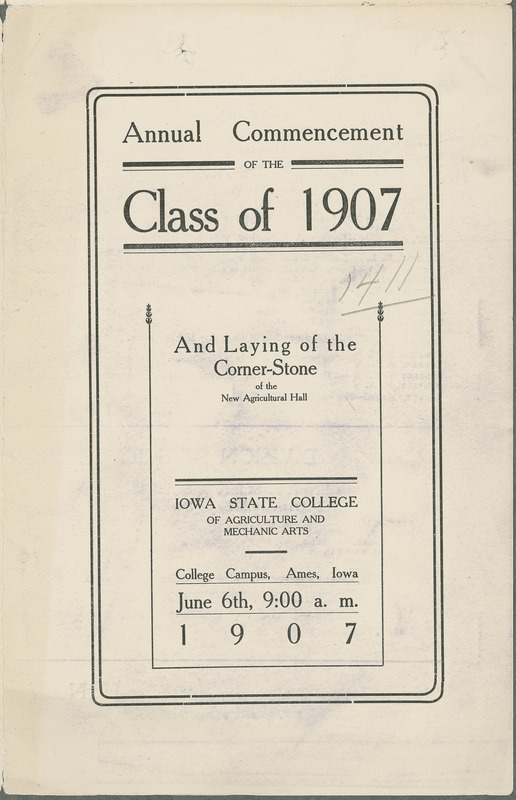 Annual Commencement
OF THE
Class of 1907
1411
And Laying of the
Corner-Stone
of the
New Agricultural Hall
IOWA STATE COLLEGE
OF AGRICULTURE AND
MECHANIC ARTS
College Campus, Ames, Iowa
June 6th, 9:00 a. m.
1 9 0 7